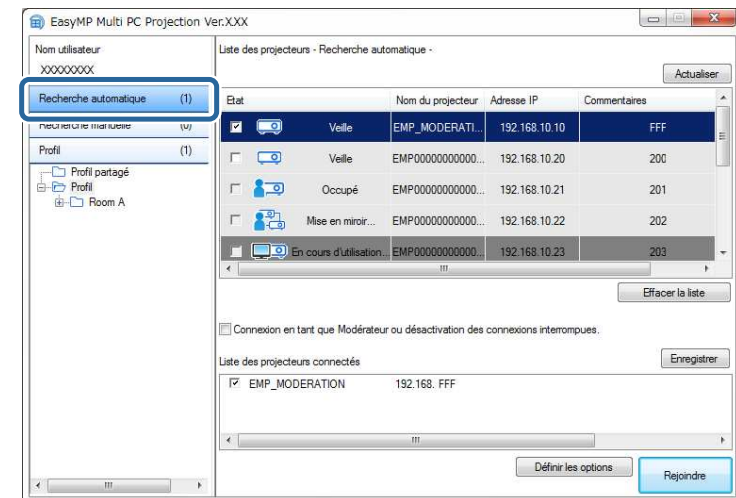 EasyMP Multi PC Projection Ver.XXX
Nom utilisateur
XXXXXXXX
Recherche automatique (1)
Recherche manuelle (0)
Profil (1)
Profil partagé
Profil
Room A
Liste des projecteurs - Recherche automatique -
Actualiser
Etat Nom du projecteur Adresse IP Commentaires
Veille EMP_MODERATI... 192.168.10.10 FFF
Veille EMP00000000000... 192.168.10.20 200
Occupé EMP00000000000... 192.168.10.21 201
Mise en miroir... EMP00000000000... 192.168.10.22 202
En cours d'utilisation... EMP00000000000... 192.168.10.23 203
Effacer la liste
Connexion en tant que Modérateur ou désactivation des connexions interrompues.
Liste des projecteurs connectés
Enregistrer
EMP_MODERATION 192.168. FFF
Définir les options
Rejoindre